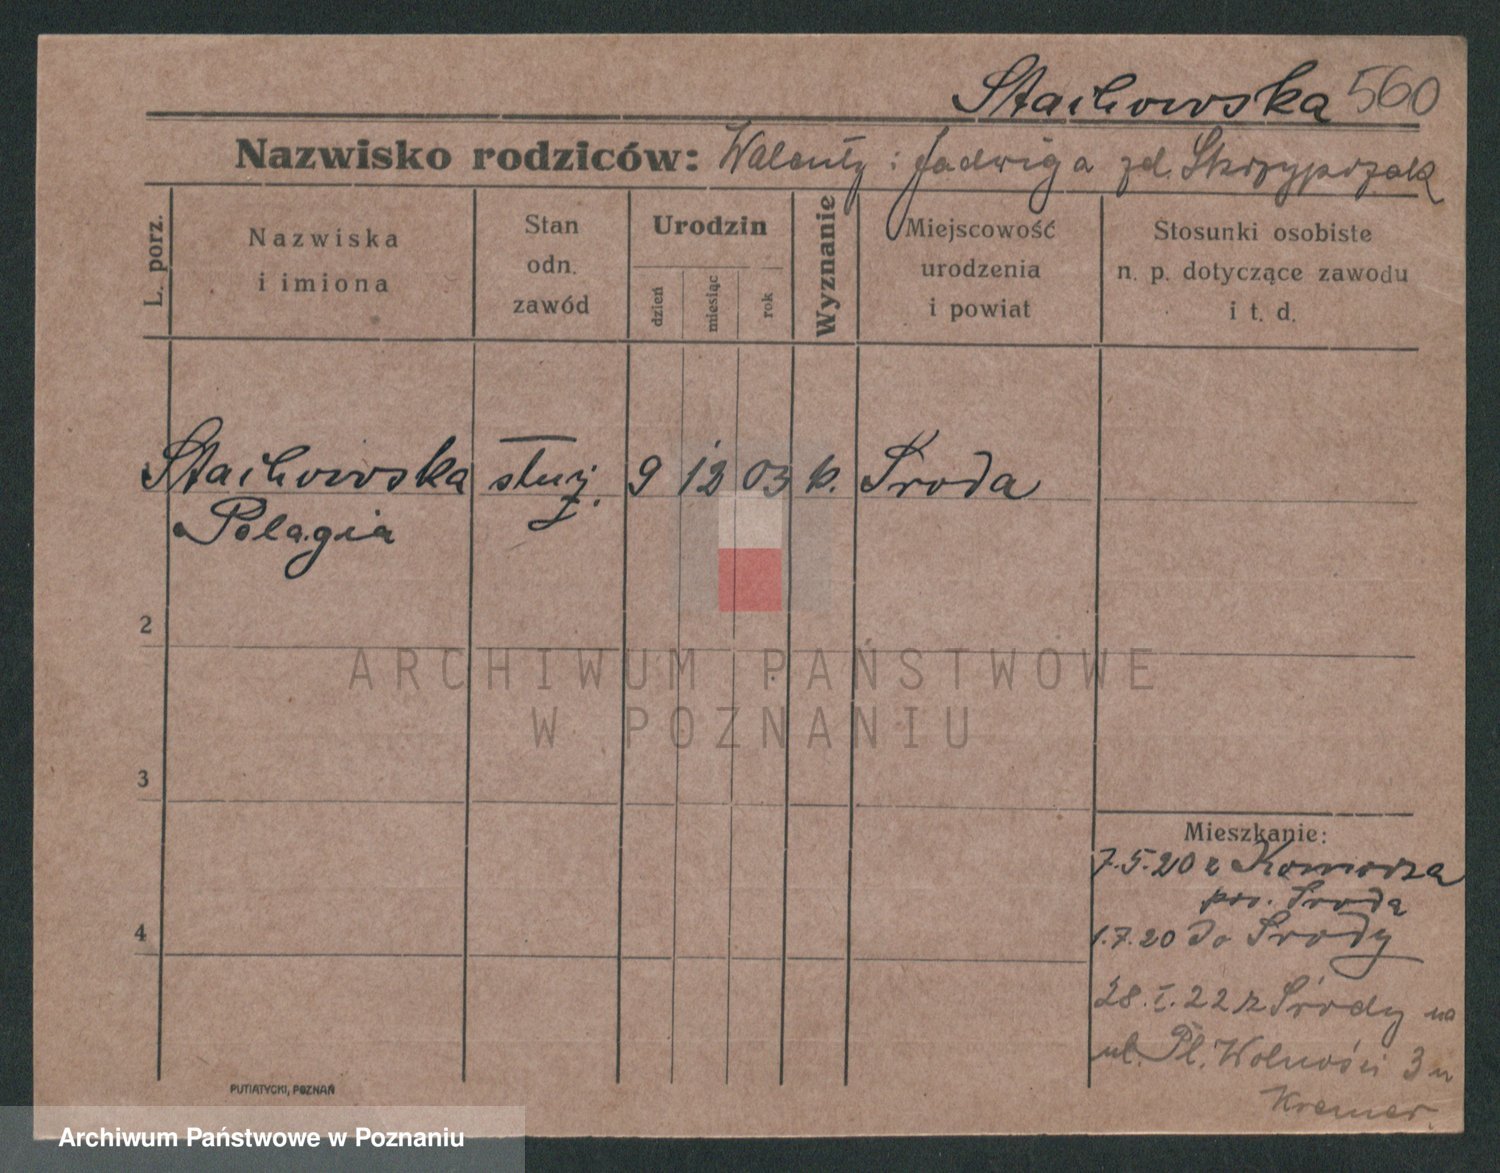 Stachowska 560
Nazwisko rodziców: Walenty i Jadwiga zd. Skrzypczak
L. porz.
Nazwiska
i imiona
Stan
odn.
zawód
Urodzin
dzień
miesiąc
rok
Wyznanie
Miejscowość
urodzenia
i powiat
Stosunki osobiste
n. p. dotyczące zawodu
i t. d.
Stachowska służ. 9 12 03 k. Środa
Pelagia
2
ARCHIWUM PAŃSTWOWE
W POZNANIU
3
4
Mieszkanie:
7.5.20 z Komorza
pow. Środa
1.7.20 do Środy
28.I.22 z Środy na
ul. Pl. Wolności 3 u
Kremer.
PUTIATYCKI, POZNAŃ
Archiwum Państwowe w Poznaniu